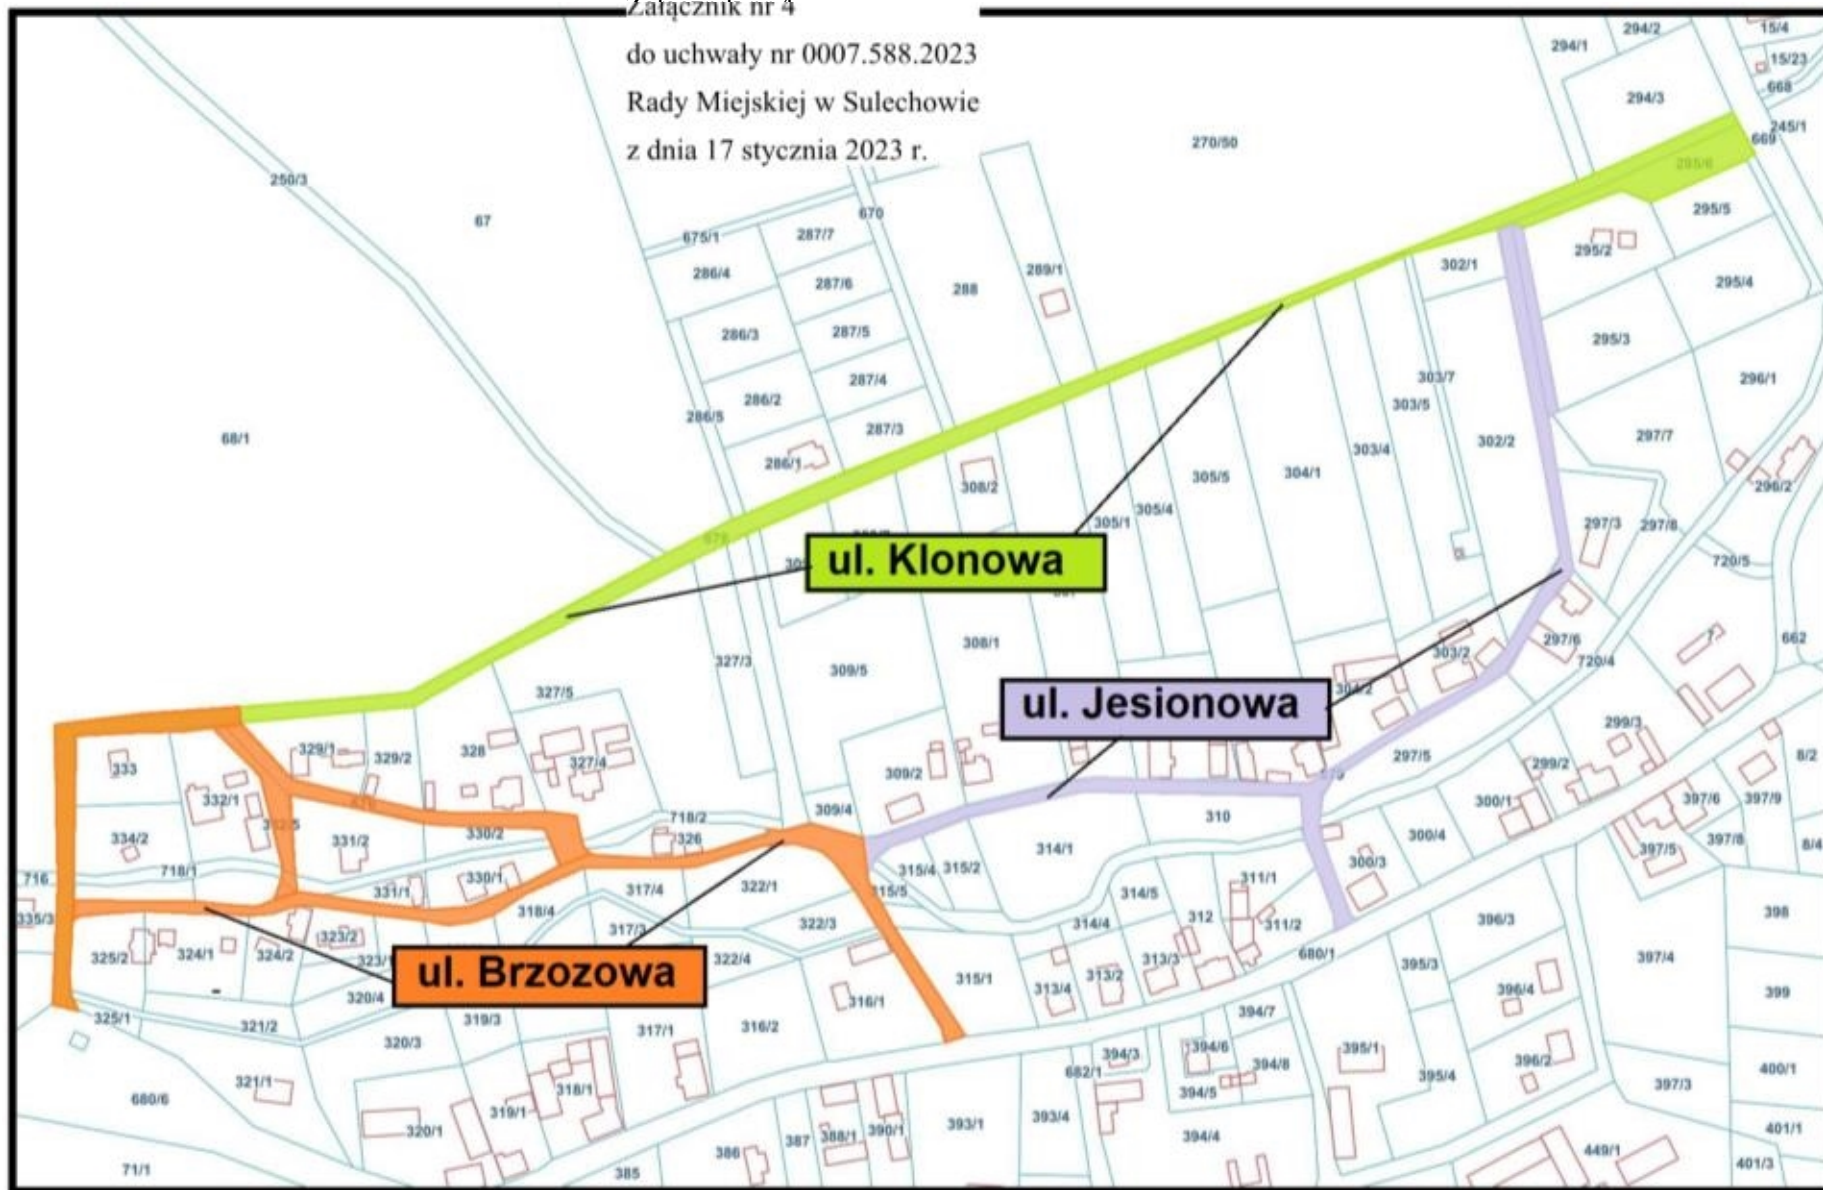 Załącznik nr 4
do uchwały nr 0007.588.2023
Rady Miejskiej w Sulechowie
z dnia 17 stycznia 2023 r.
294/1 294/2 15/4
15/23
668
294/3
669 245/1
270/50
295/6
250/3
67
670
295/5
675/1 287/7
286/4 287/6 288 289/1 302/1 295/2 295/4
286/3 287/5 295/3
286/2 287/4 303/7 296/1
286/5 287/3 303/5
68/1 286/1 308/2 305/5 304/1 303/4 302/2 297/7 296/2
305/1 305/4 297/3 297/8
720/5
ul. Klonowa
327/3 309/5 308/1 303/2 297/6 720/4 662
7
327/5
ul. Jesionowa
299/3
333 329/1 329/2 328 327/4 309/2 297/5 299/2 8/2
332/1 309/4 300/1 397/6 397/9
334/2 331/2 330/2 718/2 326 310 300/4 397/8 8/4
314/1 300/3 397/5
716 718/1 331/1 330/1 317/4 322/1 315/4 315/2 311/1
335/3 318/4 315/5 314/5 312 311/2 396/3 398
317/3 322/3 314/4
325/2 324/1 324/2 323/2 322/4 313/3 680/1 395/3 397/4
ul. Brzozowa
320/4 316/1 315/1 313/4 313/2 396/4 399
325/1 321/2 319/3 317/1 316/2 394/7
320/3 394/3 394/6 395/1 396/2 400/1
321/1 318/1 682/1 394/8 395/4 397/3
680/6 319/1 394/5
320/1 387 388/1 390/1 393/1 393/4 394/4 401/1
71/1 385 386 449/1 401/3